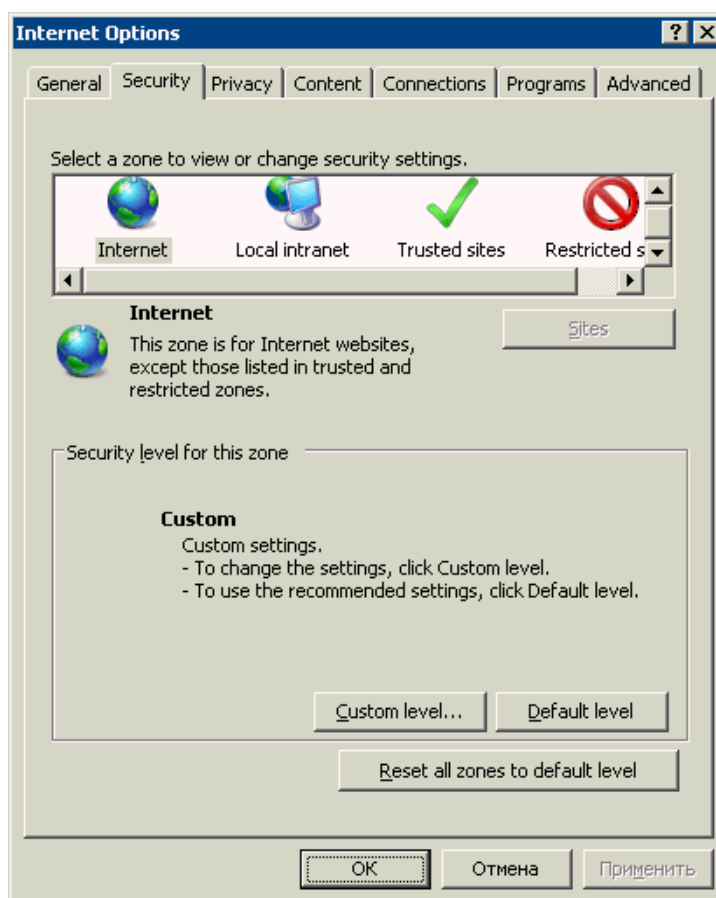 Internet Options
General Security Privacy Content Connections Programs Advanced
Select a zone to view or change security settings.
Internet Local intranet Trusted sites Restricted s
Internet
Sites
This zone is for Internet websites,
except those listed in trusted and
restricted zones.
Security level for this zone
Custom
Custom settings.
- To change the settings, click Custom level.
- To use the recommended settings, click Default level.
Custom level... Default level
Reset all zones to default level
OK Отмена Применить